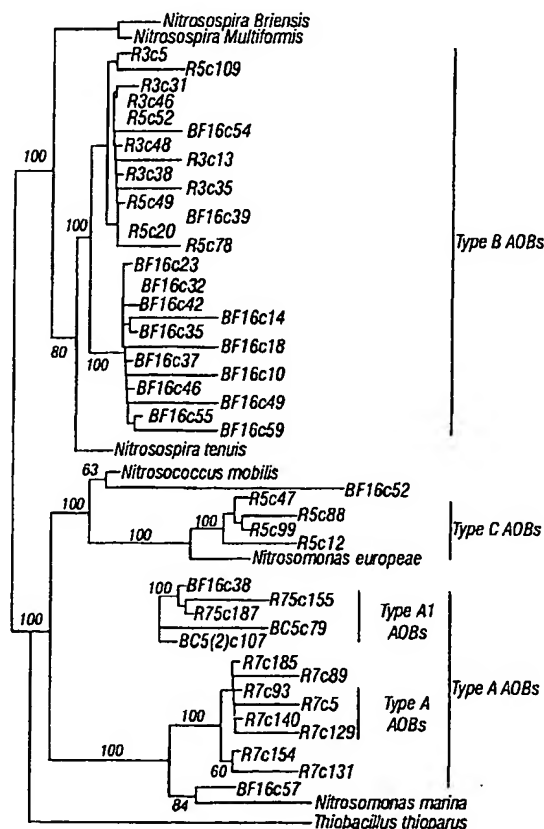 Nitrosospira Briensis
Nitrosospira Multiformis
R3c5
R5c109
R3c31
R3c46
R5c52
BF16c54
R3c48
R3c13
R3c38
R3c35
R5c49
BF16c39
R5c20
R5c78
BF16c23
BF16c32
BF16c42
BF16c14
BF16c35
BF16c18
BF16c37
BF16c10
BF16c46
BF16c49
BF16c55
BF16c59
Nitrosospira tenuis
100
100
80
100
Type B AOBs
63
Nitrosococcus mobilis
BF16c52
R5c47
R5c88
R5c99
R5c12
Nitrosomonas europeae
100
100
Type C AOBs
100
BF16c38
R75c155
R75c187
BC5c79
BC5(2)c107
Type A1
AOBs
100
R7c185
R7c89
R7c93
R7c5
R7c140
R7c129
Type A
AOBs
R7c154
R7c131
100
100
60
BF16c57
Nitrosomonas marina
84
Type A AOBs
Thiobacillus thioparus